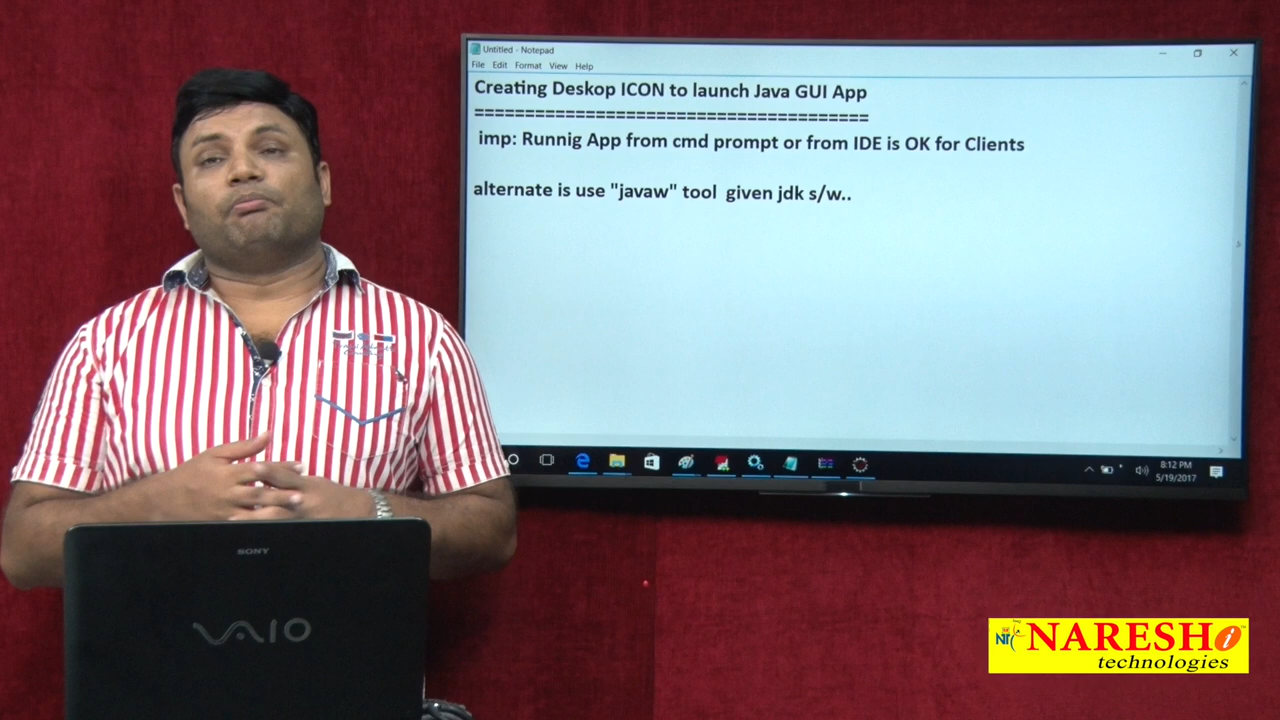 Untitled - Notepad
File Edit Format View Help
Creating Deskop ICON to launch Java GUI App
=======================================
imp: Runnig App from cmd prompt or from IDE is OK for Clients
alternate is use "javaw" tool given jdk s/w..
8:12 PM
5/19/2017
SONY
VAIO
NT
NARESH i
technologies